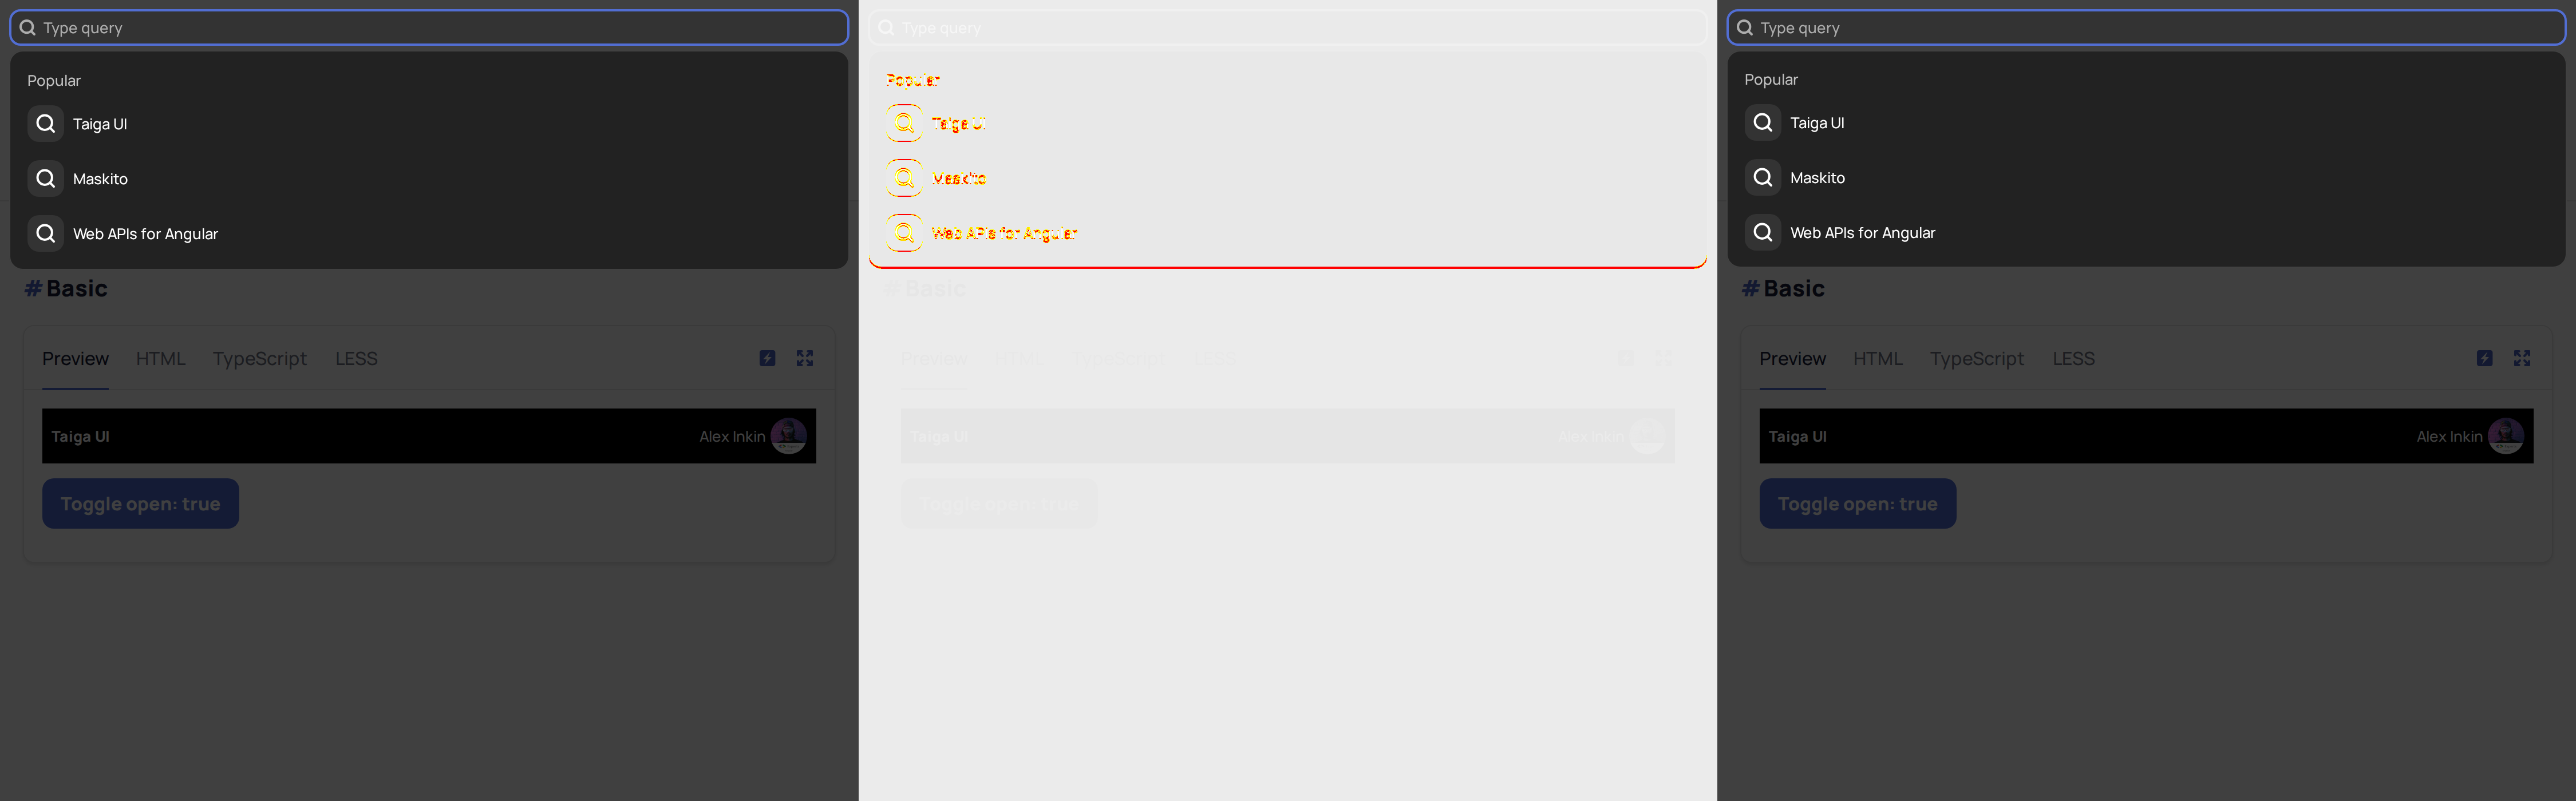 Type query
Popular
Taiga UI
Maskito
Web APIs for Angular
# Basic
Preview HTML TypeScript LESS
Taiga UI Alex Inkin
Toggle open: true
Type query
Popular
Taiga UI
Maskito
Web APIs for Angular
# Basic
Preview HTML TypeScript LESS
Taiga UI Alex Inkin
Toggle open: true
Type query
Popular
Taiga UI
Maskito
Web APIs for Angular
# Basic
Preview HTML TypeScript LESS
Taiga UI Alex Inkin
Toggle open: true